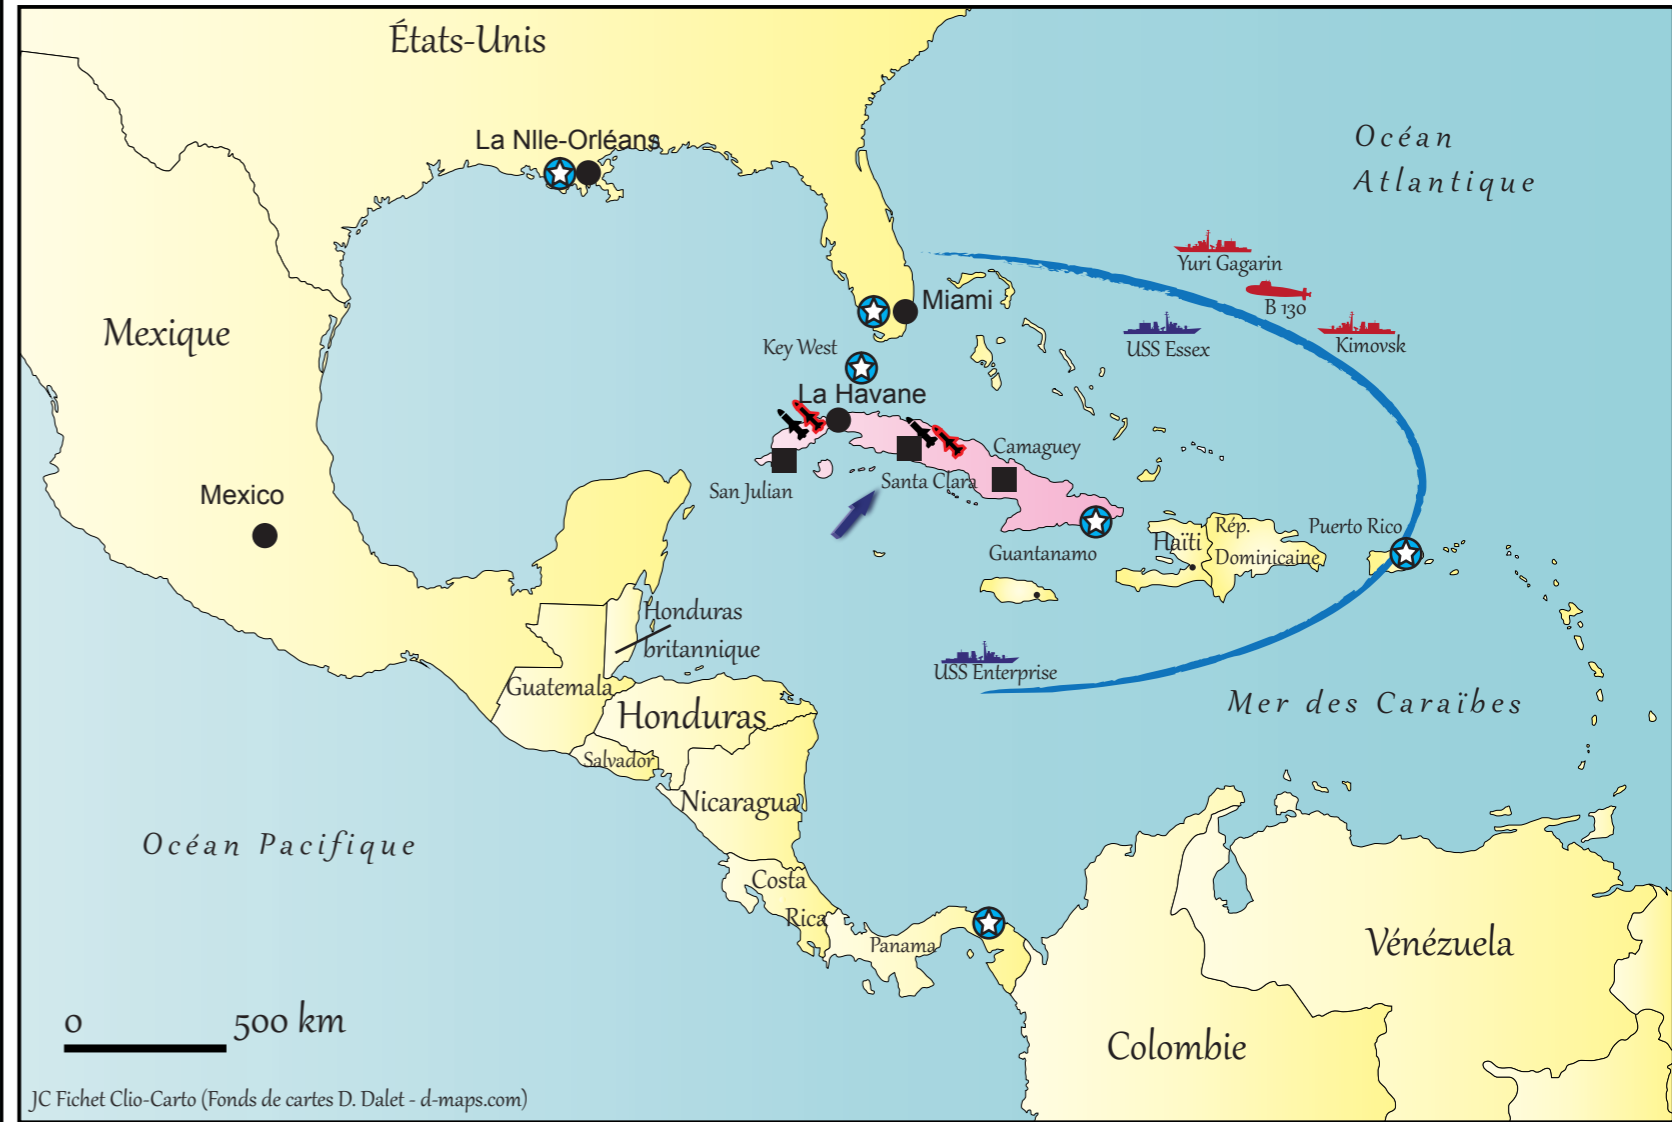 États-Unis
La Nlle-Orléans
Océan
Atlantique
Yuri Gagarin
B 130
Miami
Mexique
Key West
USS Essex
Kimovsk
La Havane
Camaguey
Santa Clara
San Julian
Mexico
Guantanamo
Haïti
Rép.
Dominicaine
Puerto Rico
Honduras
britannique
USS Enterprise
Guatemala
Honduras
Mer des Caraïbes
Salvador
Nicaragua
Océan Pacifique
Costa
Rica
Panama
Vénézuela
Colombie
0 500 km
JC Fichet Clio-Carto (Fonds de cartes D. Dalet - d-maps.com)